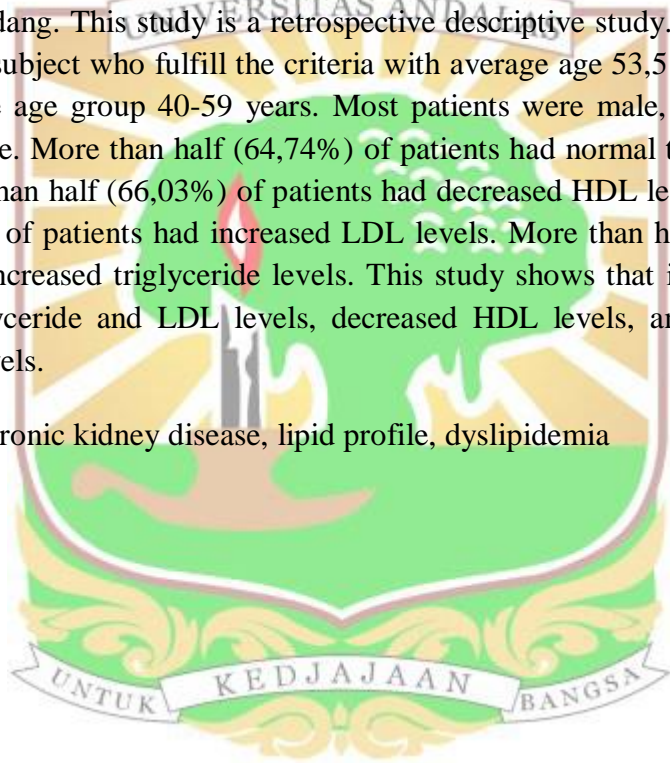 UNIVERSITAS ANDALAS
dang. This study is a retrospective descriptive study.
subject who fulfill the criteria with average age 53,5
age group 40-59 years. Most patients were male,
e. More than half (64,74%) of patients had normal
han half (66,03%) of patients had decreased HDL
of patients had increased LDL levels. More than
ncreased triglyceride levels. This study shows that
yceride and LDL levels, decreased HDL levels,
vels.
ronic kidney disease, lipid profile, dyslipidemia
UNTUK KEDJAJAAN BANGSA